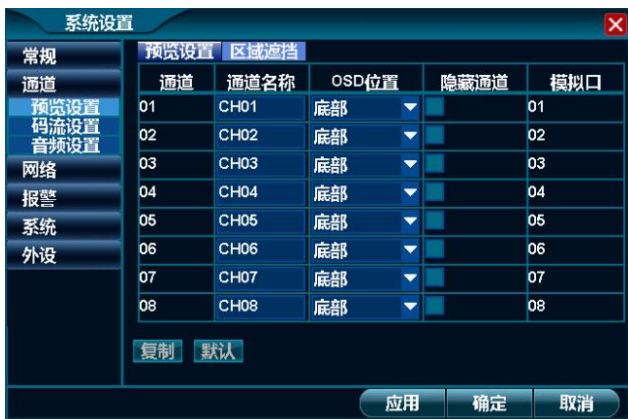 系统设置
常规
通道
预览设置
码流设置
音频设置
网络
报警
系统
外设
预览设置 区域遮挡
通道 通道名称 OSD位置 隐藏通道 模拟口
01 CH01 底部 01
02 CH02 底部 02
03 CH03 底部 03
04 CH04 底部 04
05 CH05 底部 05
06 CH06 底部 06
07 CH07 底部 07
08 CH08 底部 08
复制 默认
应用 确定 取消